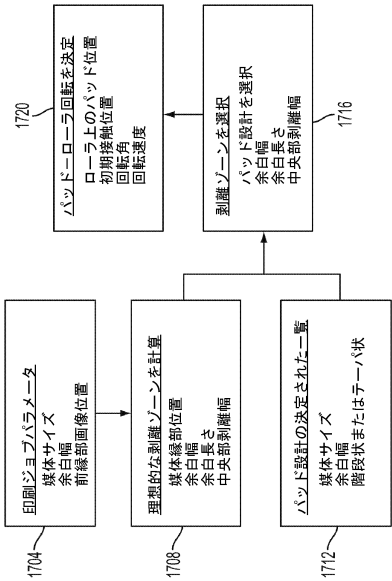 1704
印刷ジョブパラメータ
媒体サイズ
余白幅
前縁部画像位置
1708
理想的な剥離ゾーンを計算
媒体縁部位置
余白幅
余白長さ
中央部剥離幅
1712
パッド設計の決定された一覧
媒体サイズ
余白幅
階段状またはテーパ状
1716
剥離ゾーンを選択
パッド設計を選択
余白幅
余白長さ
中央部剥離幅
1720
パッド－ローラ回転を決定
ローラ上のパッド位置
初期接触位置
回転角
回転速度